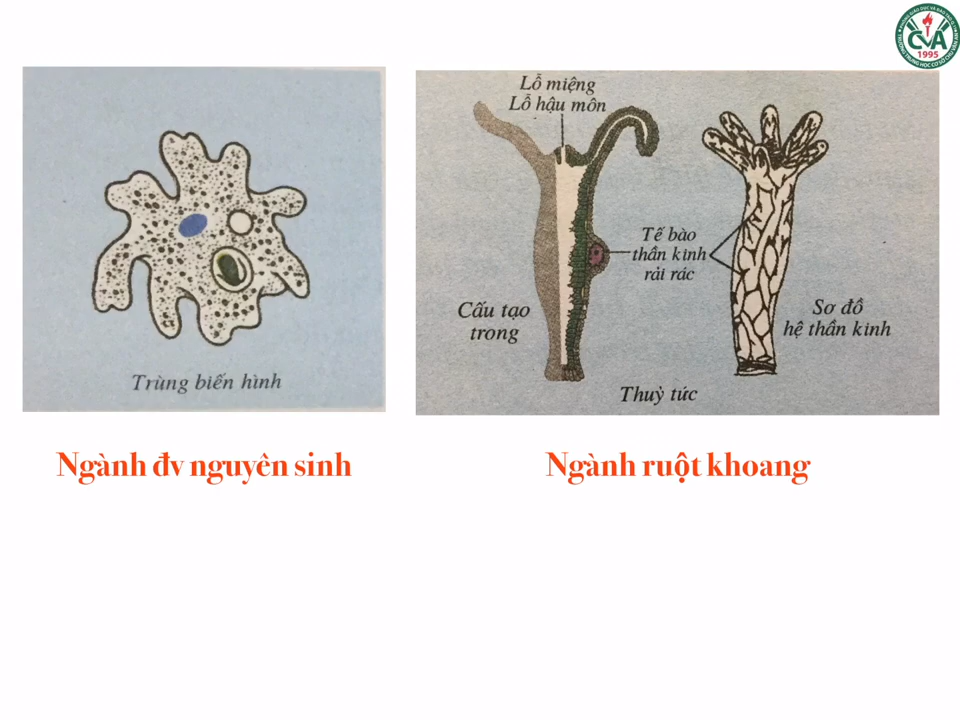 CVA
1995
Trùng biến hình
Lỗ miệng
Lỗ hậu môn
Tế bào
thần kinh
rải rác
Cấu tạo
trong
Sơ đồ
hệ thần kinh
Thuỷ tức
Ngành đv nguyên sinh
Ngành ruột khoang